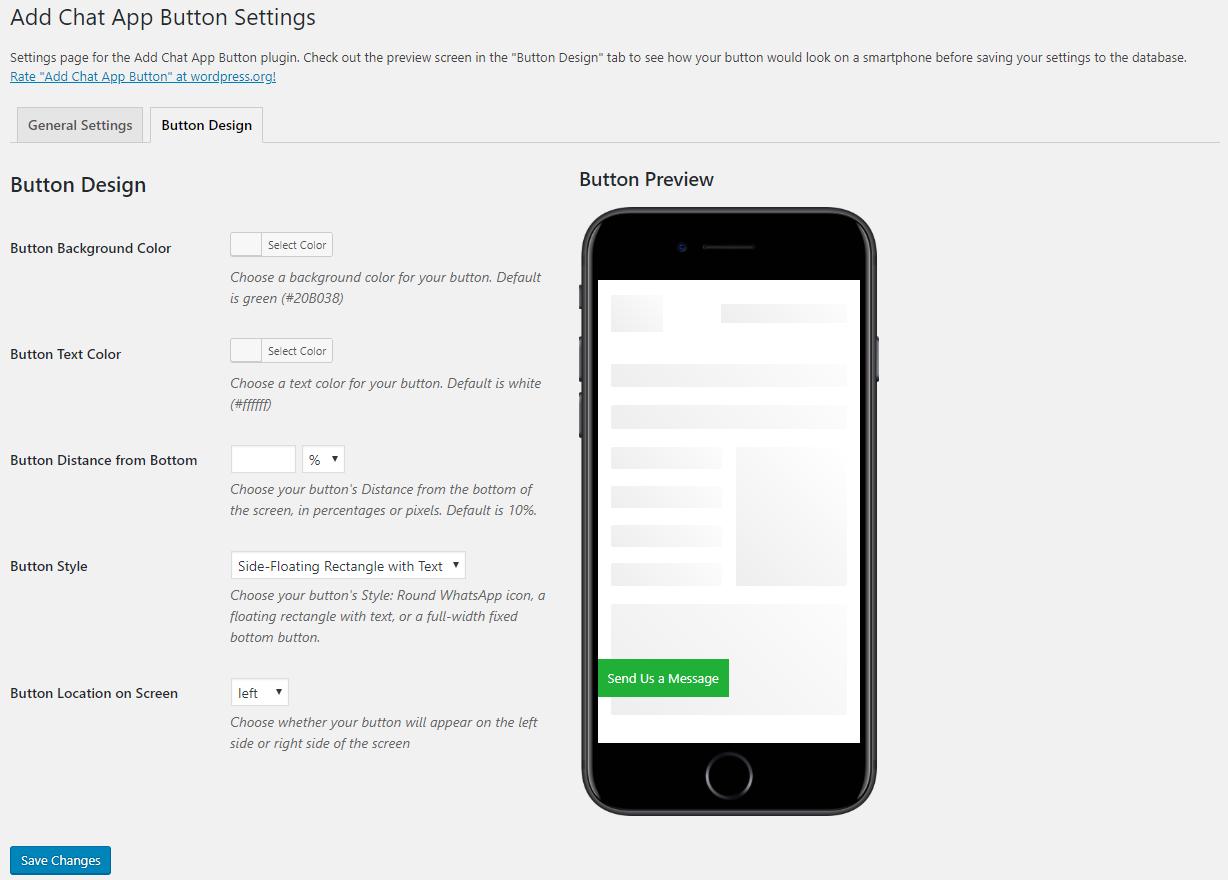 Add Chat App Button Settings
Settings page for the Add Chat App Button plugin. Check out the preview screen in the "Button Design" tab to see how your button would look on a smartphone before saving your settings to the database.
Rate "Add Chat App Button" at wordpress.org!
General Settings
Button Design
Button Design
Button Background Color
Select Color
Choose a background color for your button. Default
is green (#20B038)
Button Text Color
Select Color
Choose a text color for your button. Default is white
(#ffffff)
Button Distance from Bottom
%
Choose your button's Distance from the bottom of
the screen, in percentages or pixels. Default is 10%.
Button Style
Side-Floating Rectangle with Text
Choose your button's Style: Round WhatsApp icon, a
floating rectangle with text, or a full-width fixed
bottom button.
Button Location on Screen
left
Choose whether your button will appear on the left
side or right side of the screen
Button Preview
Send Us a Message
Save Changes